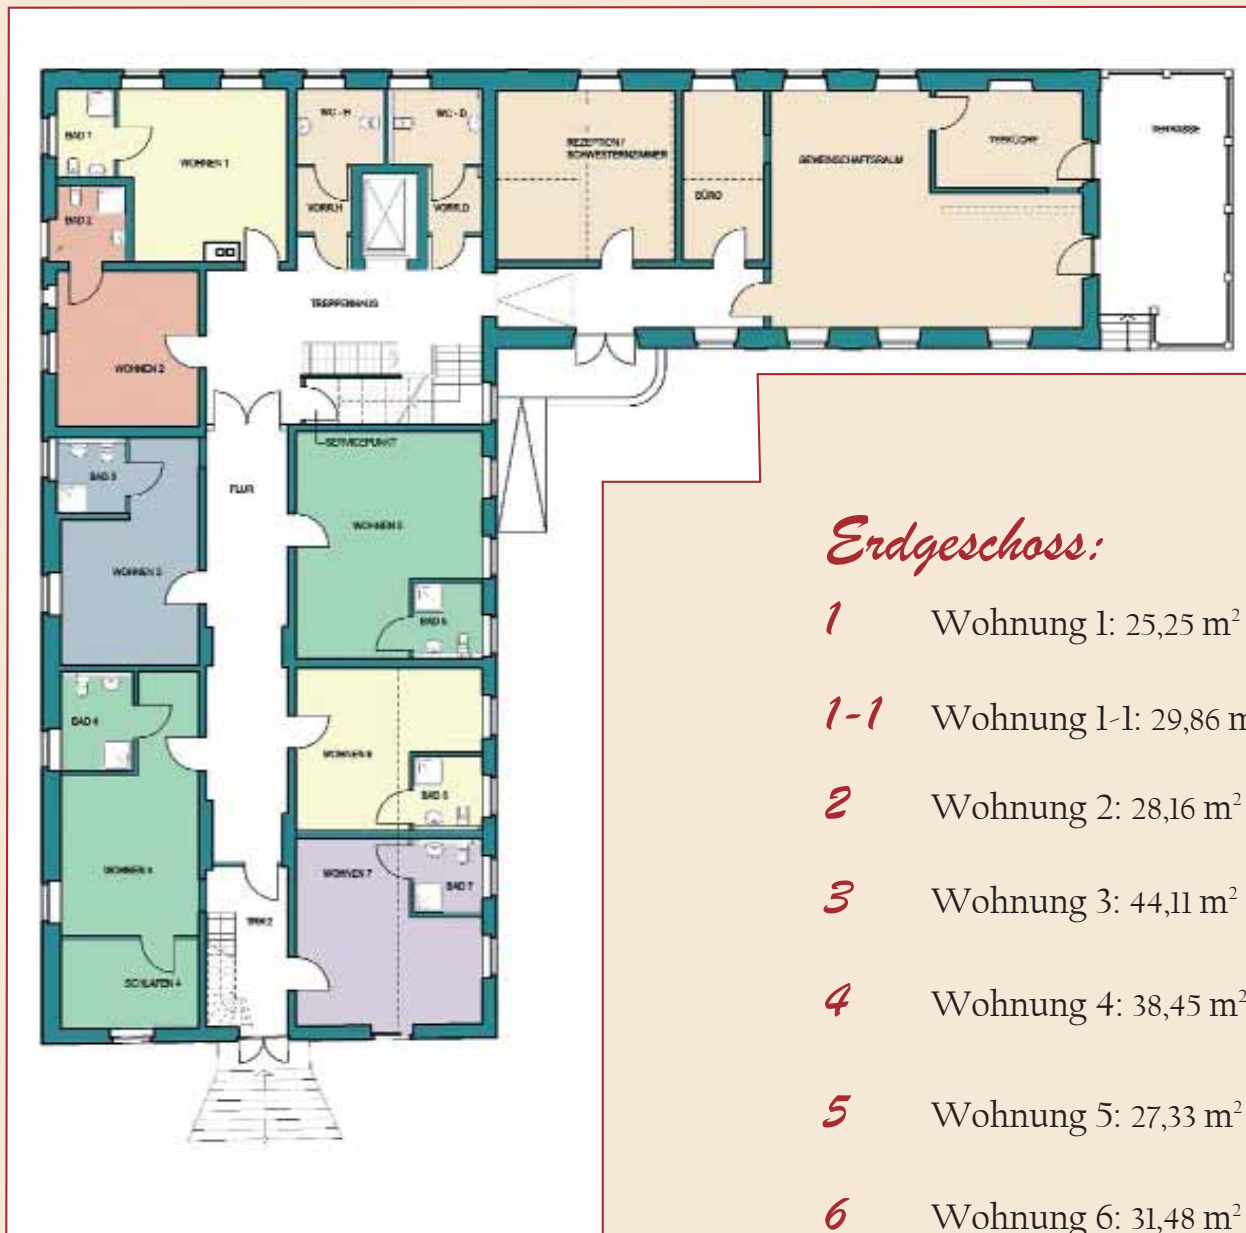 BAD 1
WOHNEN 1
WC - H
WC - D
REZEPTION /
SCHWESTERNZIMMER
GEMEINSCHAFTSRAUM
TEEKÜCHE
TERRASSE
BAD 2
VORR.H
VORR.D
BÜRO
TREPPENHAUS
WOHNEN 2
SERVICEPUNKT
BAD 3
FLUR
WOHNEN 5
WOHNEN 3
BAD 5
BAD 4
WOHNEN 6
BAD 6
WOHNEN 4
WOHNEN 7
BAD 7
SCHLAFEN 4
Erdgeschoss:
1 Wohnung 1: 25,25 m²
1-1 Wohnung 1-1: 29,86 m
2 Wohnung 2: 28,16 m²
3 Wohnung 3: 44,11 m²
4 Wohnung 4: 38,45 m²
5 Wohnung 5: 27,33 m²
6 Wohnung 6: 31,48 m²